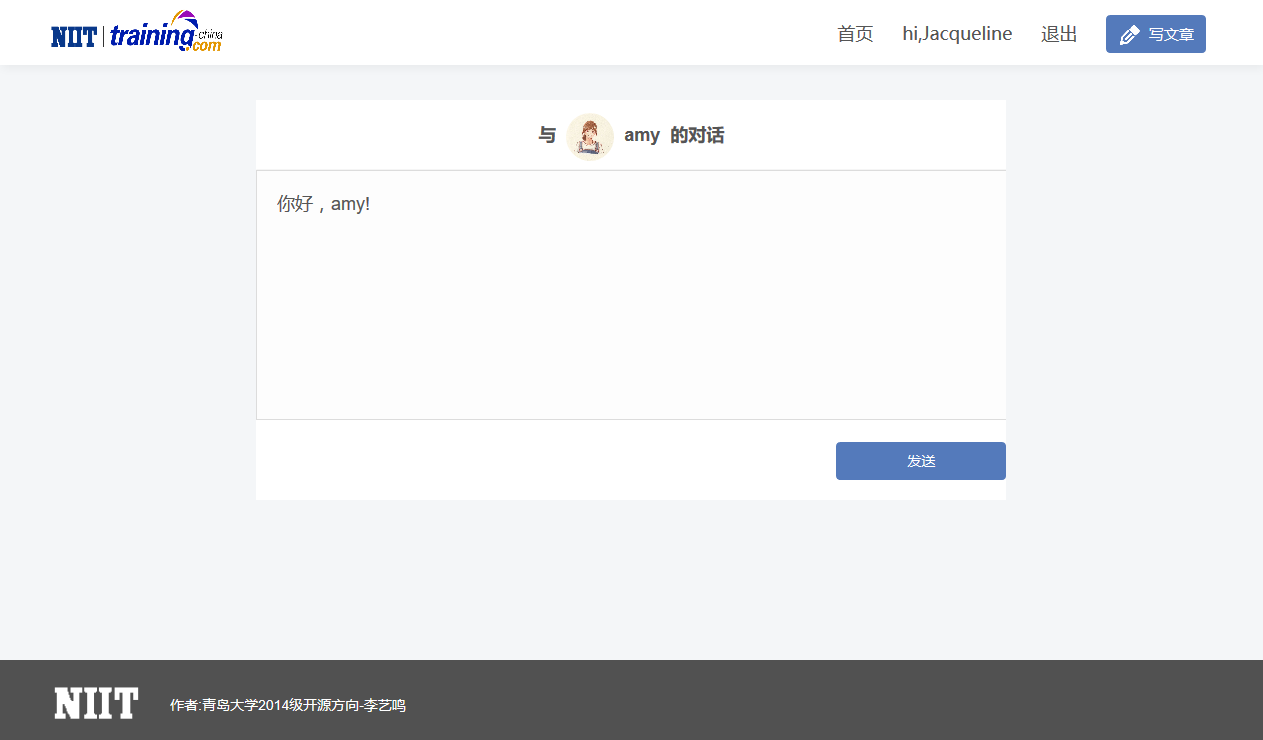 NIIT training-china.com
首页 hi,Jacqueline 退出 写文章
与 amy 的对话
你好，amy!
发送
NIIT 作者:青岛大学2014级开源方向-李艺鸣